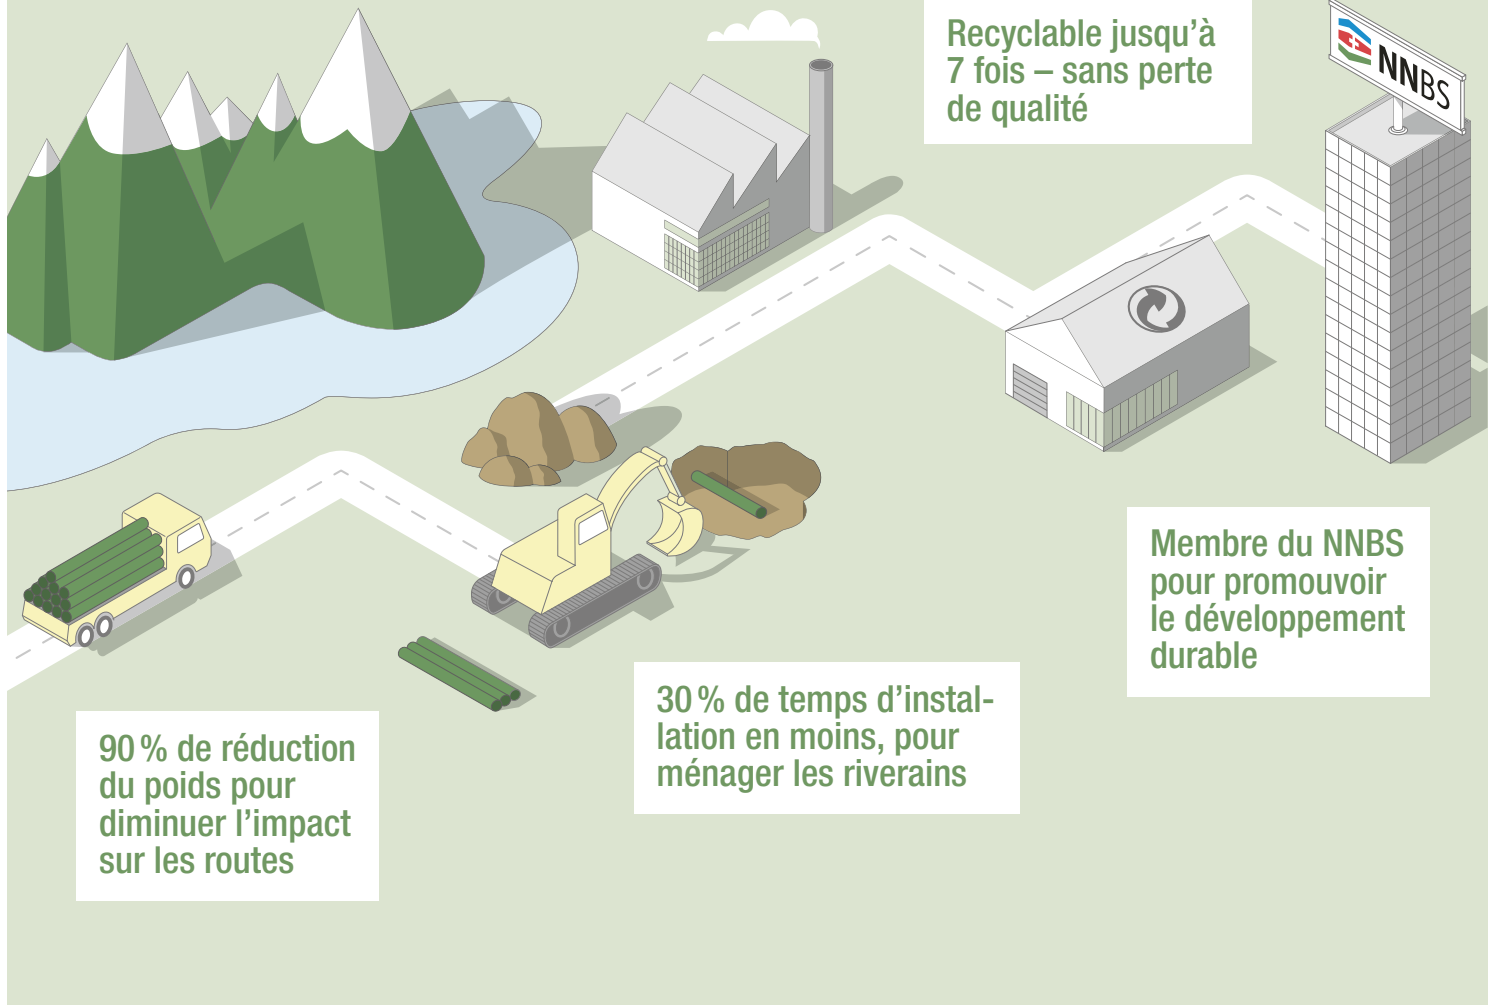 Recyclable jusqu’à
7 fois – sans perte
de qualité
NNBS
Membre du NNBS
pour promouvoir
le développement
durable
30 % de temps d’instal-
lation en moins, pour
ménager les riverains
90 % de réduction
du poids pour
diminuer l’impact
sur les routes